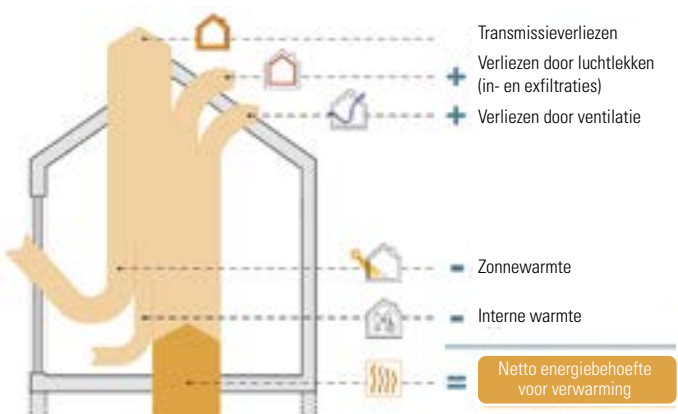 Transmissieverliezen
+ Verliezen door luchtlekken
(in- en exfiltraties)
+ Verliezen door ventilatie
- Zonnewarmte
- Interne warmte
= Netto energiebehoefte
voor verwarming